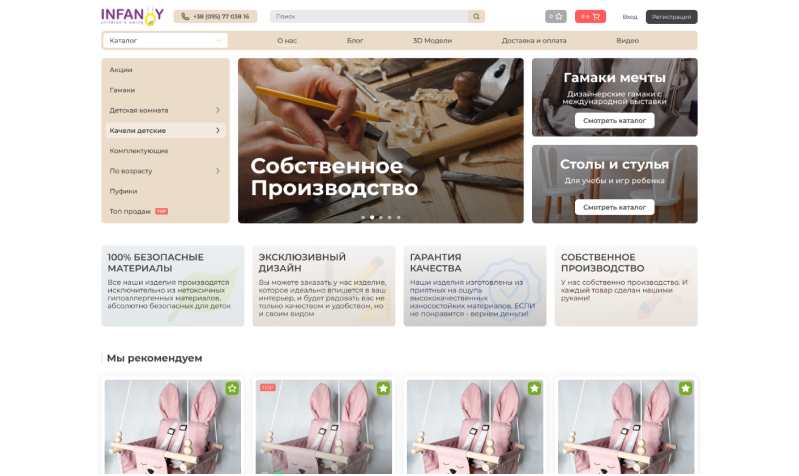 INFANJOY
children's swing
+38 (095) 77 038 16
Поиск
0
0 ₴
Вход
Регистрация
Каталог
О нас
Блог
3D Модели
Доставка и оплата
Видео
Акции
Гамаки
Детская комната
Качели детские
Комплектующие
По возрасту
Пуфики
Топ продаж TOP
Собственное
Производство
Гамаки мечты
Дизайнерские гамаки с
международной выставки
Смотреть каталог
Столы и стулья
Для учебы и игр ребенка
Смотреть каталог
100% БЕЗОПАСНЫЕ
МАТЕРИАЛЫ
Все наши изделия производятся
исключительно из нетоксичных
гипоаллергенных материалов,
абсолютно безопасных для деток
ЭКСКЛЮЗИВНЫЙ
ДИЗАЙН
Вы можете заказать у нас изделие,
которое идеально впишется в ваш
интерьер, и будет радовать вас не
только качеством и удобством, но
и своим видом
ГАРАНТИЯ
КАЧЕСТВА
Наши изделия изготовлены из
приятных на ощупь
высококачественных
износостойких материалов. ЕСЛИ
не понравится - вернем деньги!
СОБСТВЕННОЕ
ПРОИЗВОДСТВО
У нас собственно производство. И
каждый товар сделан нашими
руками!
Мы рекомендуем
TOP